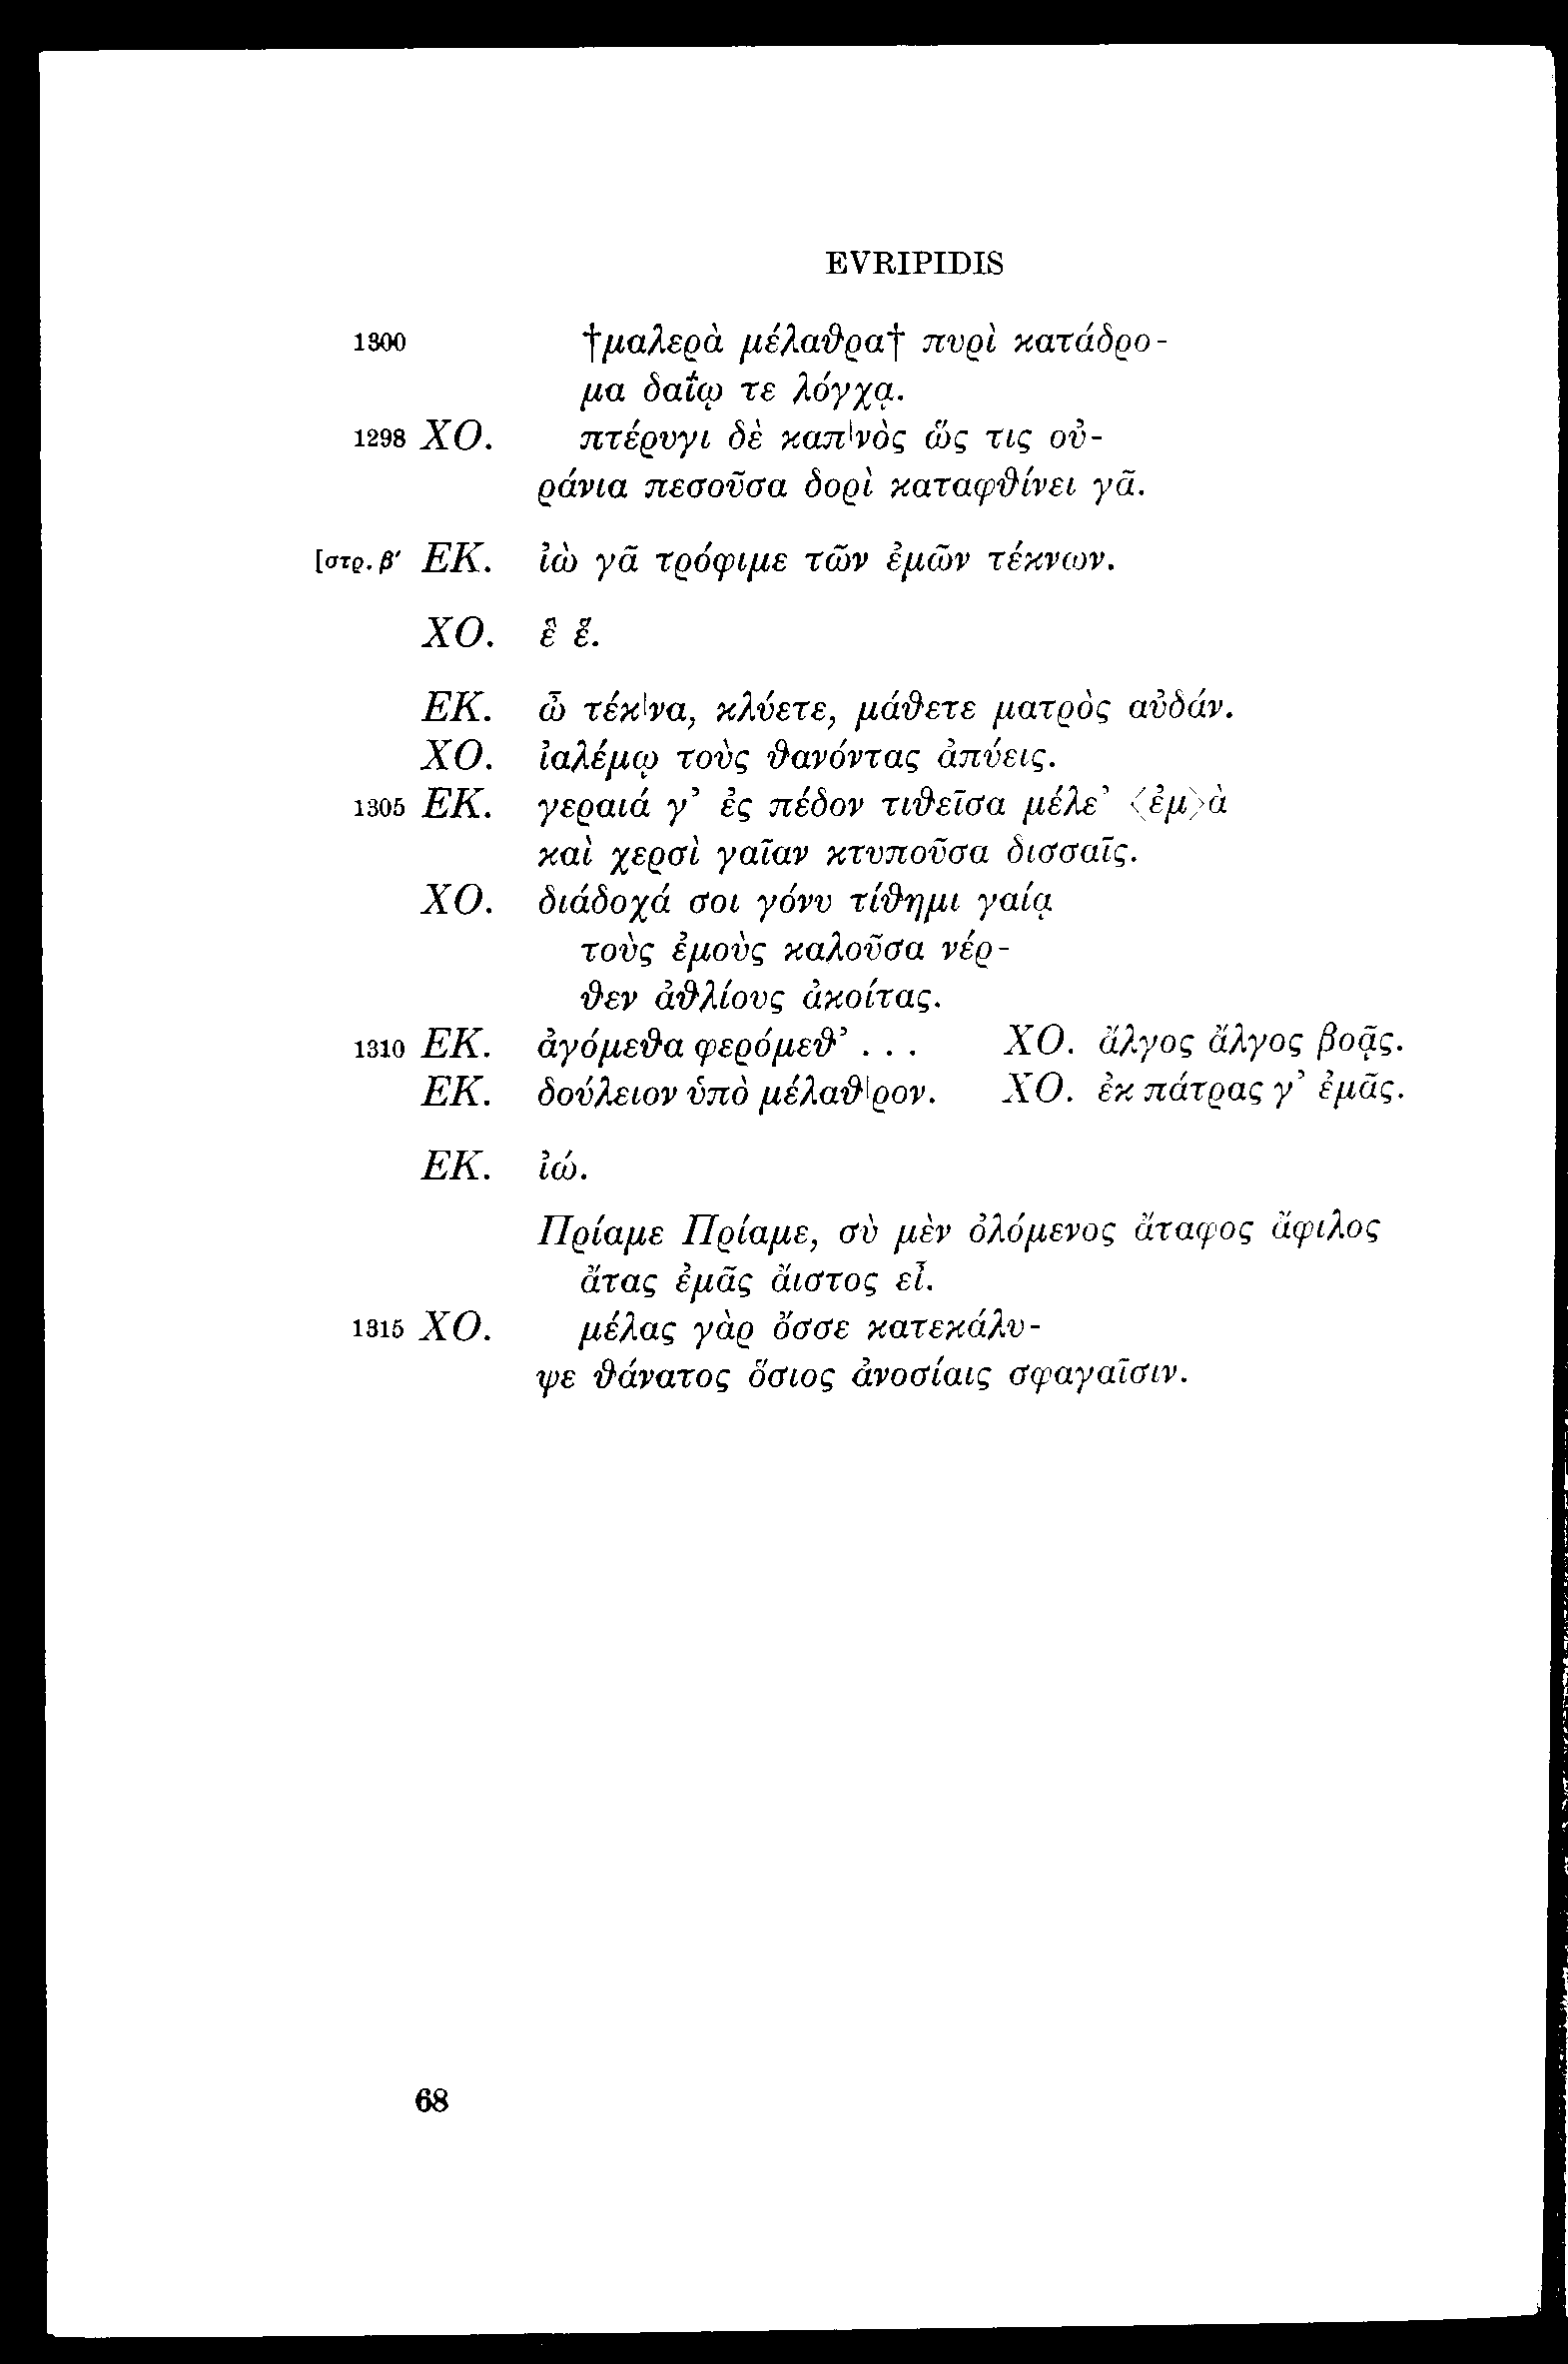 EVRIPIDIS
1300 †μαλερὰ μέλαθρα† πυρὶ κατάδρο-
μα δαΐῳ τε λόγχᾳ.
1298 ΧΟ. πτέρυγι δὲ καπ|νὸς ὥς τις οὐ-
ράνια πεσοῦσα δορὶ καταφθίνει γᾶ.
[στρ. β' ΕΚ. ἰὼ γᾶ τρόφιμε τῶν ἐμῶν τέκνων.
ΧΟ. ἒ ἕ.
ΕΚ. ὦ τέκ|να, κλύετε, μάθετε ματρὸς αὐδάν.
ΧΟ. ἰαλέμῳ τοὺς θανόντας ἀπύεις.
1305 ΕΚ. γεραιά γ' ἐς πέδον τιθεῖσα μέλε' 〈ἐμ〉ὰ
καὶ χερσὶ γαῖαν κτυποῦσα δισσαῖς.
ΧΟ. διάδοχά σοι γόνυ τίθημι γαίᾳ
τοὺς ἐμοὺς καλοῦσα νέρ-
θεν ἀθλίους ἀκοίτας.
1310 ΕΚ. ἀγόμεθα φερόμεθ' . . . ΧΟ. ἄλγος ἄλγος βοᾷς.
ΕΚ. δούλειον ὑπὸ μέλαθ|ρον. ΧΟ. ἐκ πάτρας γ' ἐμᾶς.
ΕΚ. ἰώ.
Πρίαμε Πρίαμε, σὺ μὲν ὀλόμενος ἄταφος ἄφιλος
ἄτας ἐμᾶς ἄιστος εἶ.
1315 ΧΟ. μέλας γὰρ ὄσσε κατεκάλυ-
ψε θάνατος ὅσιος ἀνοσίαις σφαγαῖσιν.
68